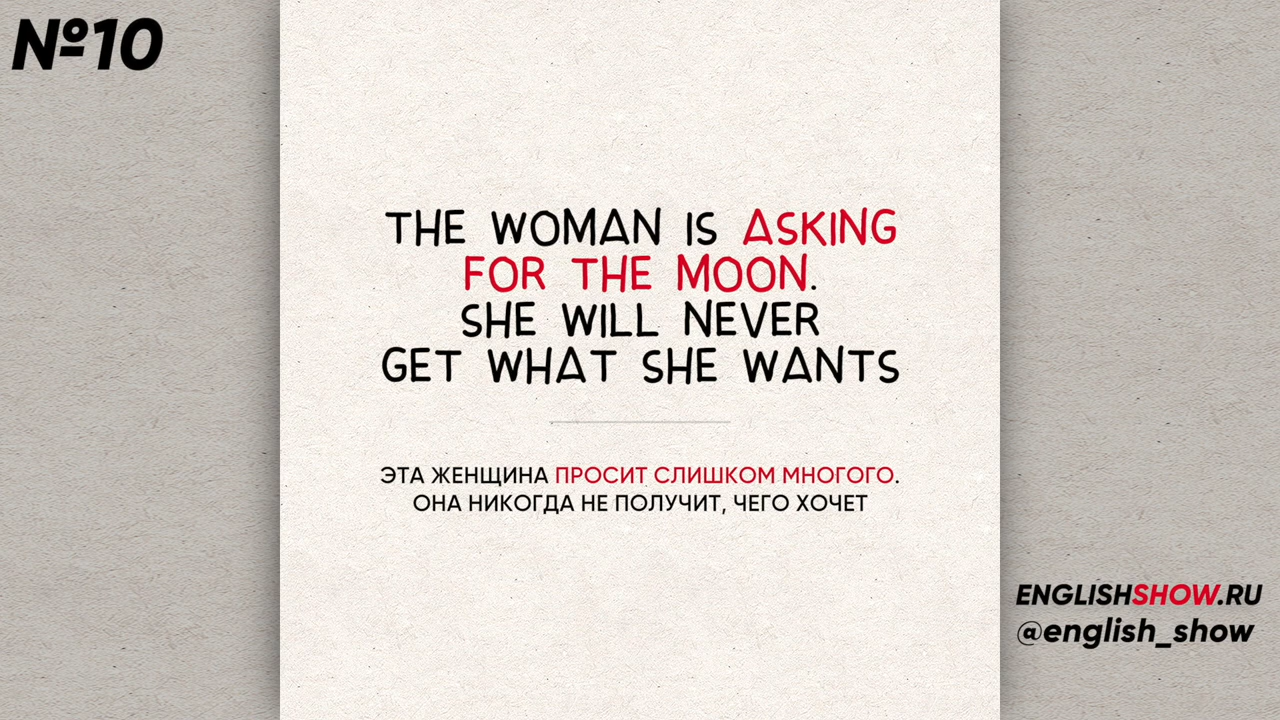 №10
THE WOMAN IS ASKING
FOR THE MOON.
SHE WILL NEVER
GET WHAT SHE WANTS
ЭТА ЖЕНЩИНА ПРОСИТ СЛИШКОМ МНОГОГО.
ОНА НИКОГДА НЕ ПОЛУЧИТ, ЧЕГО ХОЧЕТ
ENGLISHSHOW.RU
@english_show